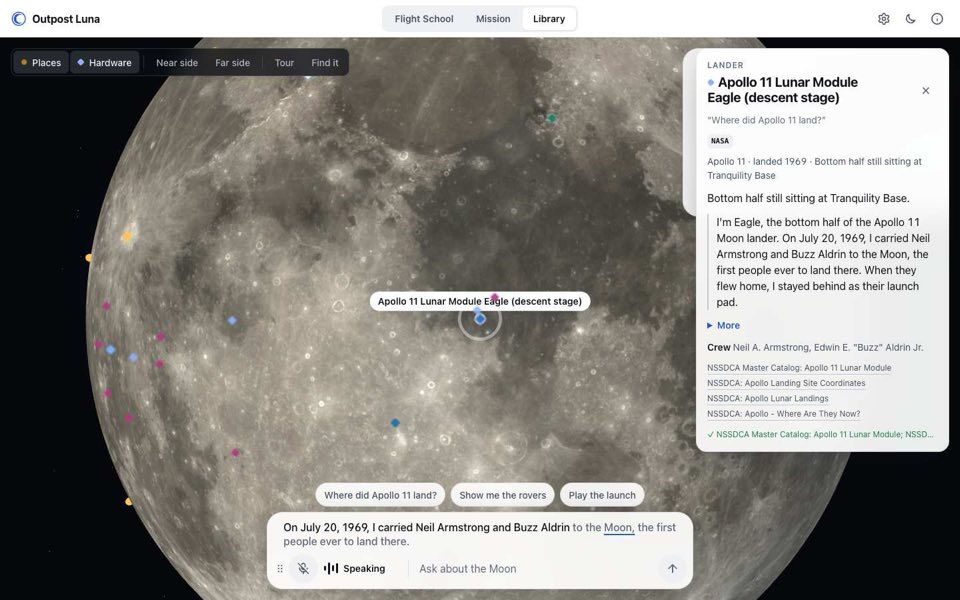 Outpost Luna
Flight School
Mission
Library
Places
Hardware
Near side
Far side
Tour
Find it
LANDER
Apollo 11 Lunar Module
Eagle (descent stage)
"Where did Apollo 11 land?"
NASA
Apollo 11 · landed 1969 · Bottom half still sitting at
Tranquility Base
Bottom half still sitting at Tranquility Base.
I'm Eagle, the bottom half of the Apollo 11
Moon lander. On July 20, 1969, I carried Neil
Armstrong and Buzz Aldrin to the Moon, the
first people ever to land there. When they
flew home, I stayed behind as their launch
pad.
More
Crew Neil A. Armstrong, Edwin E. "Buzz" Aldrin Jr.
NSSDCA Master Catalog: Apollo 11 Lunar Module
NSSDCA: Apollo Landing Site Coordinates
NSSDCA: Apollo Lunar Landings
NSSDCA: Apollo - Where Are They Now?
✓ NSSDCA Master Catalog: Apollo 11 Lunar Module; NSSD...
Apollo 11 Lunar Module Eagle (descent stage)
Where did Apollo 11 land?
Show me the rovers
Play the launch
On July 20, 1969, I carried Neil Armstrong and Buzz Aldrin to the Moon, the first
people ever to land there.
Speaking
Ask about the Moon